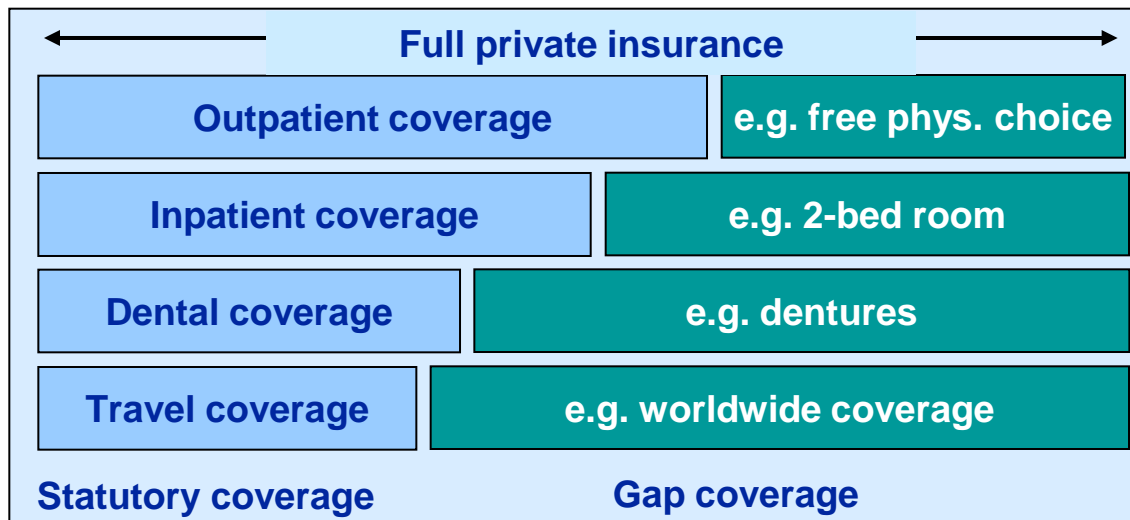 Full private insurance
Outpatient coverage
e.g. free phys. choice
Inpatient coverage
e.g. 2-bed room
Dental coverage
e.g. dentures
Travel coverage
e.g. worldwide coverage
Statutory coverage
Gap coverage